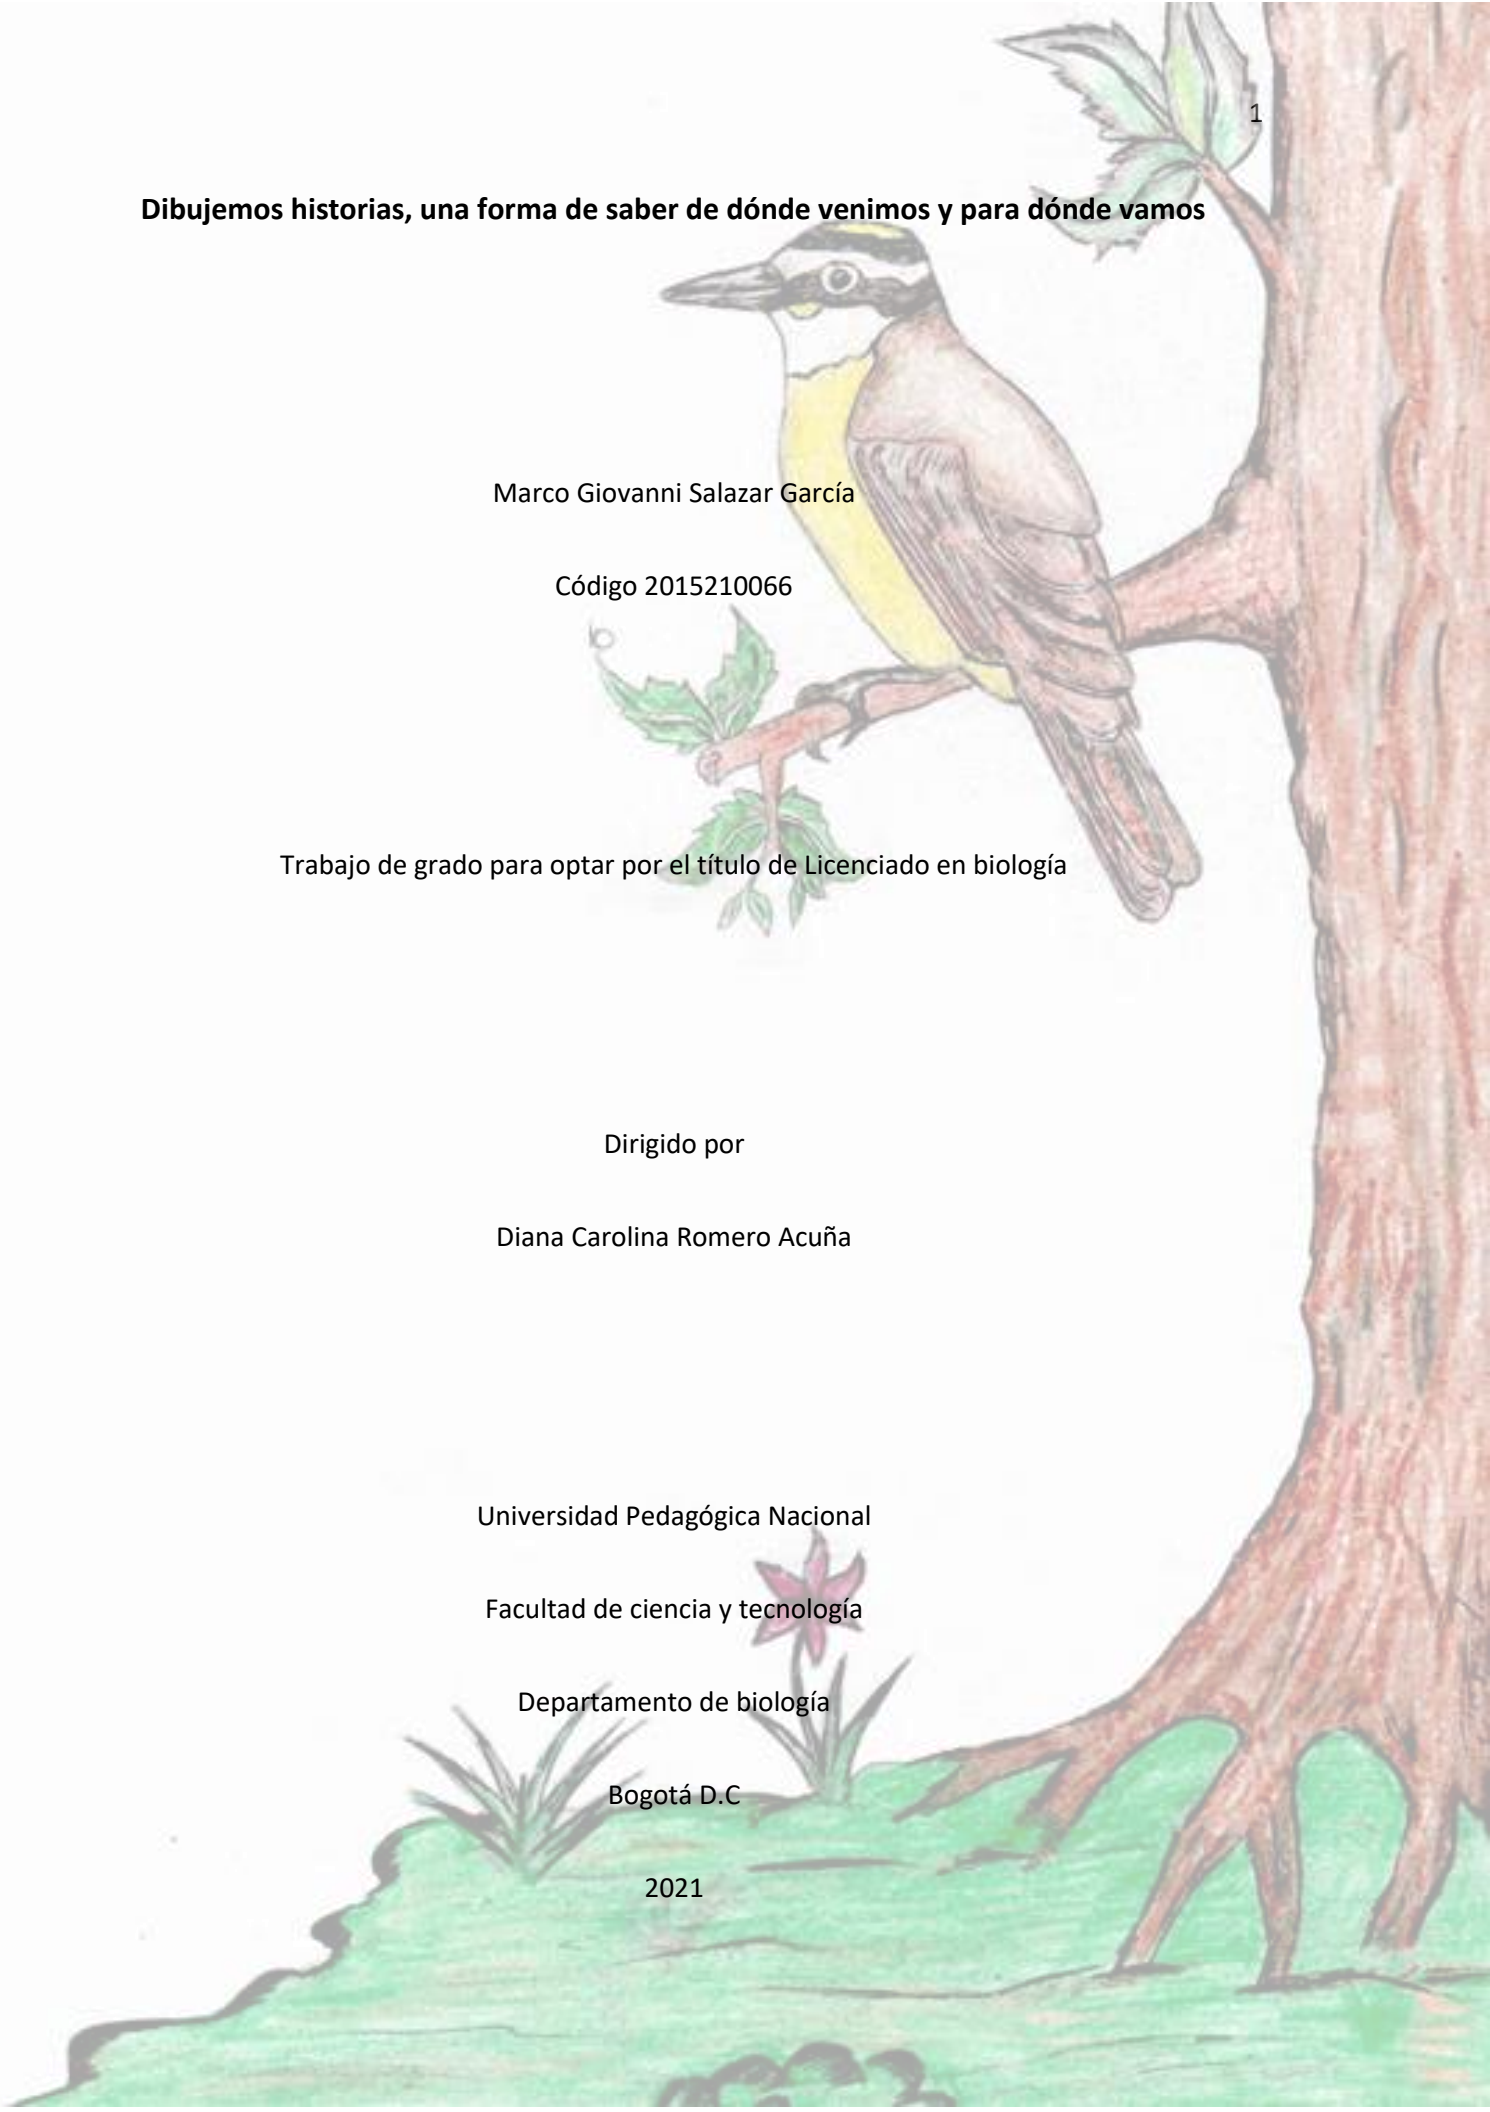 1
Dibujemos historias, una forma de saber de dónde venimos y para dónde vamos
Marco Giovanni Salazar García
Código 2015210066
Trabajo de grado para optar por el título de Licenciado en biología
Dirigido por
Diana Carolina Romero Acuña
Universidad Pedagógica Nacional
Facultad de ciencia y tecnología
Departamento de biología
Bogotá D.C
2021